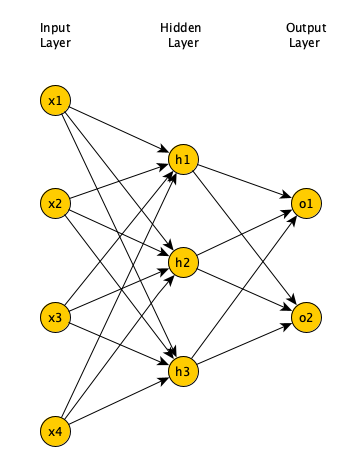 Input
Layer
Hidden
Layer
Output
Layer
x1
x2
x3
x4
h1
h2
h3
o1
o2